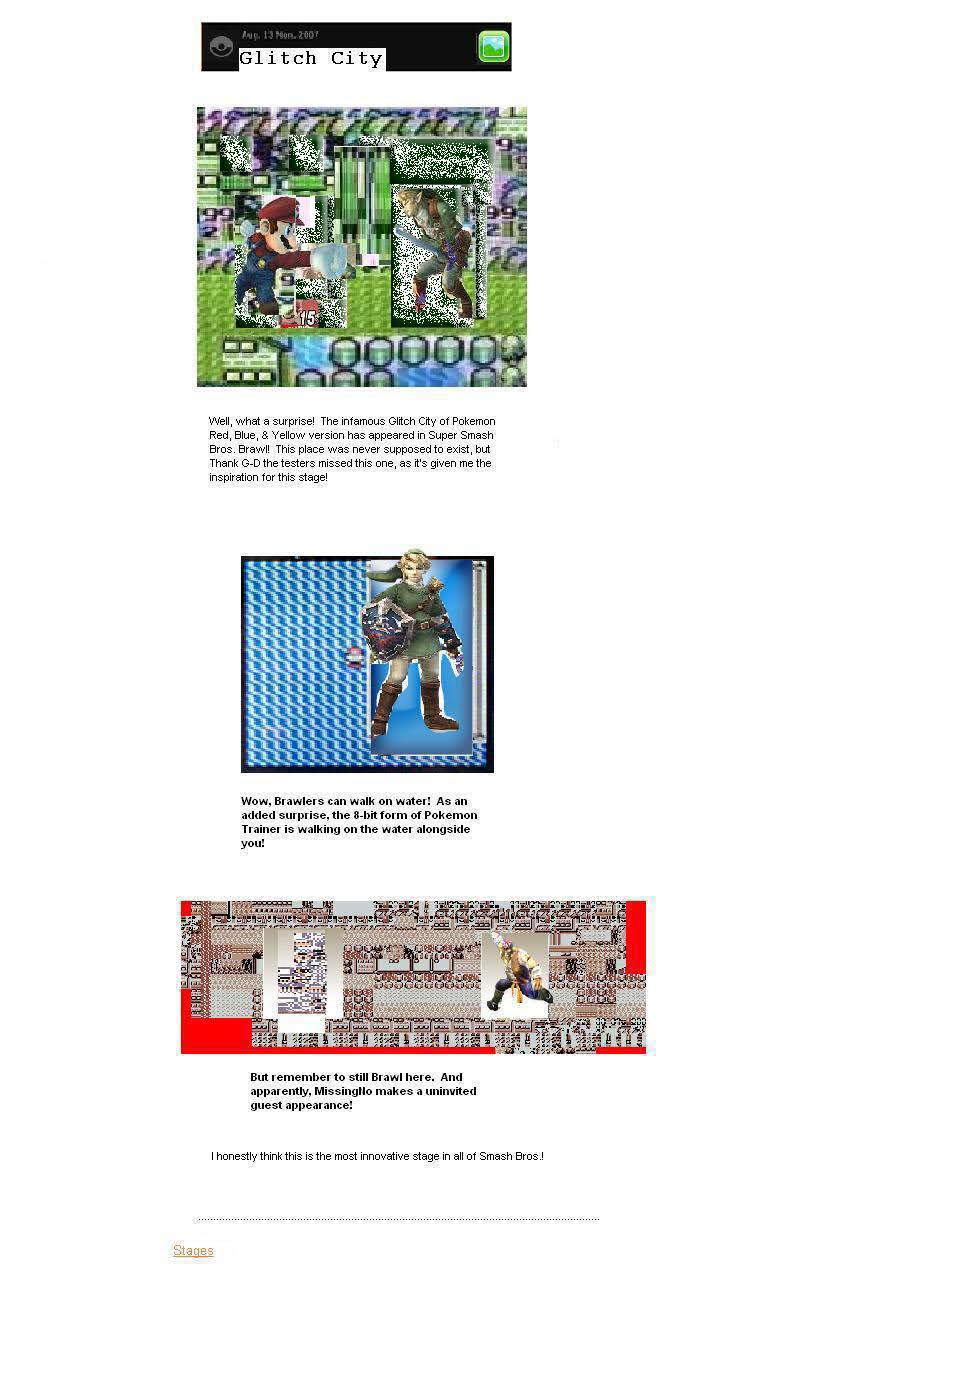 Aug. 13 Mon. 2007
Glitch City
99
99
15
Well, what a surprise!  The infamous Glitch City of Pokemon
Red, Blue, & Yellow version has appeared in Super Smash
Bros. Brawl!  This place was never supposed to exist, but
Thank G-D the testers missed this one, as it's given me the
inspiration for this stage!
Wow, Brawlers can walk on water!  As an
added surprise, the 8-bit form of Pokemon
Trainer is walking on the water alongside
you!
But remember to still Brawl here.  And
apparently, MissingNo makes a uninvited
guest appearance!
I honestly think this is the most innovative stage in all of Smash Bros.!
Stages